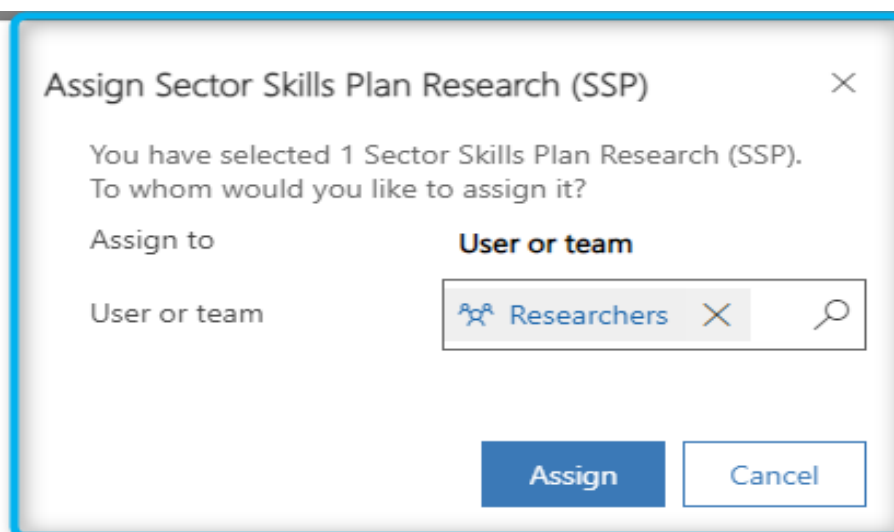 Assign Sector Skills Plan Research (SSP)
You have selected 1 Sector Skills Plan Research (SSP).
To whom would you like to assign it?
Assign to User or team
User or team Researchers
Assign Cancel